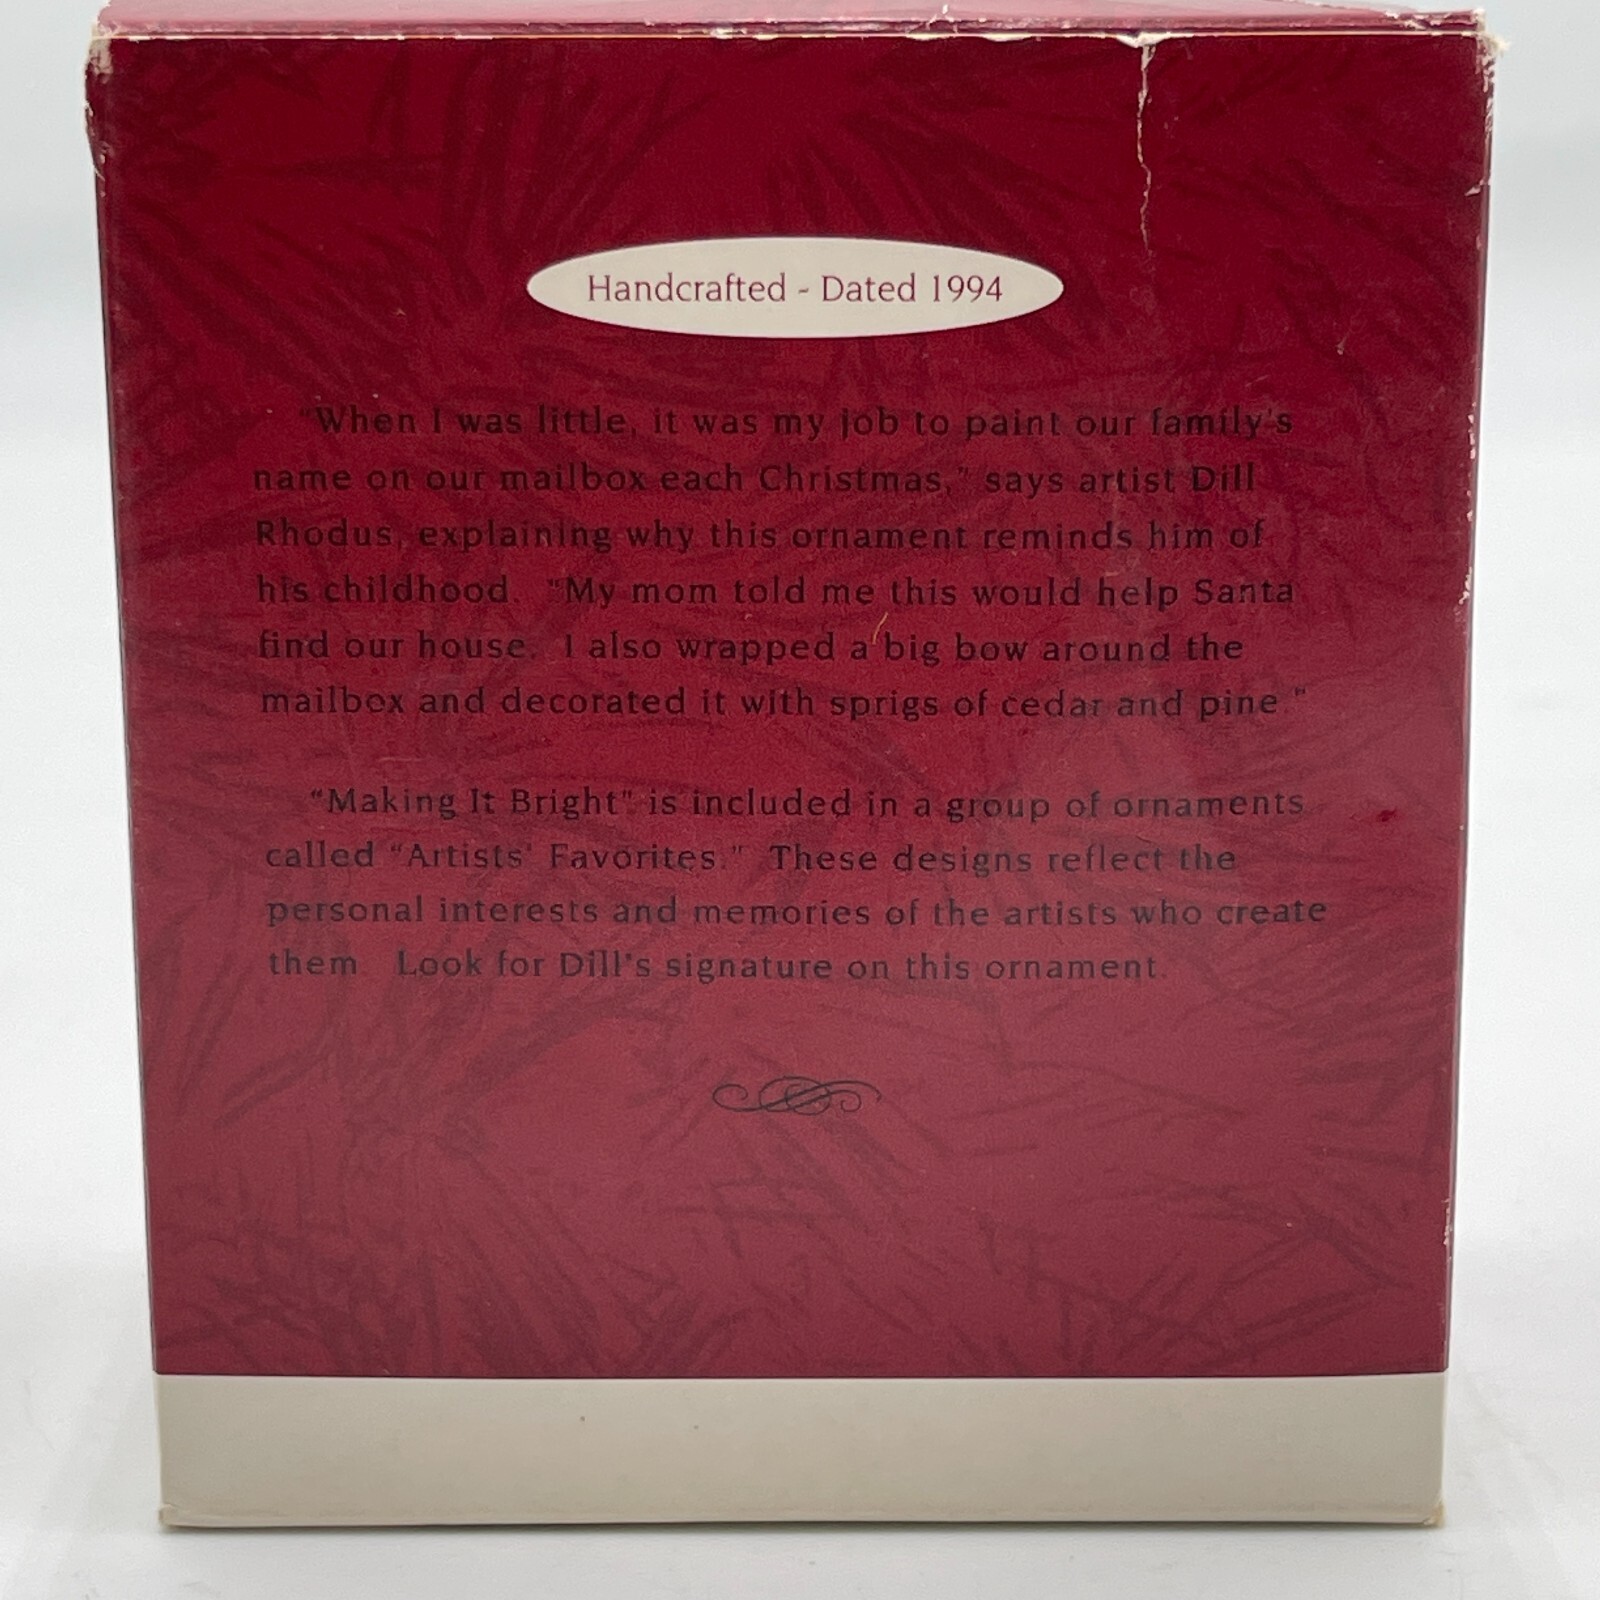 Handcrafted - Dated 1994
"When I was little, it was my job to paint our family's
name on our mailbox each Christmas," says artist Dill
Rhodus, explaining why this ornament reminds him of
his childhood. "My mom told me this would help Santa
find our house. I also wrapped a big bow around the
mailbox and decorated it with sprigs of cedar and pine."
"Making It Bright" is included in a group of ornaments
called "Artists' Favorites." These designs reflect the
personal interests and memories of the artists who create
them. Look for Dill's signature on this ornament.